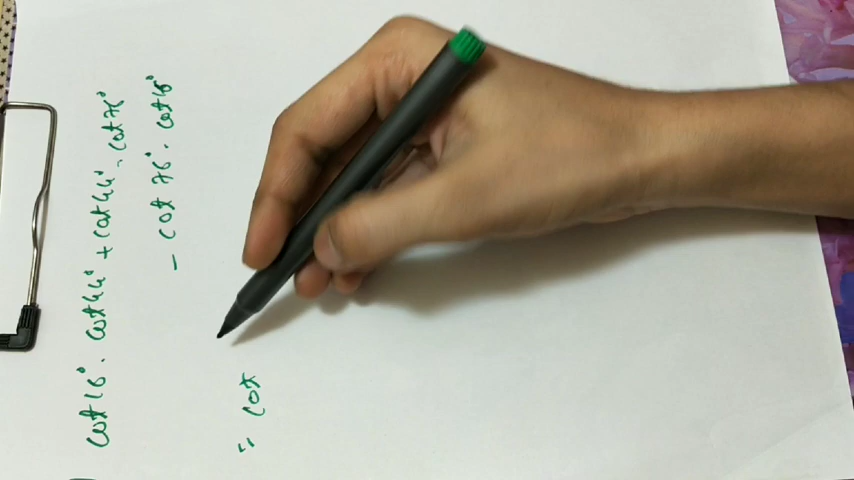 cot16° . cot44° + cot44° . cot76°
- cot 76° . cot16°
= cot